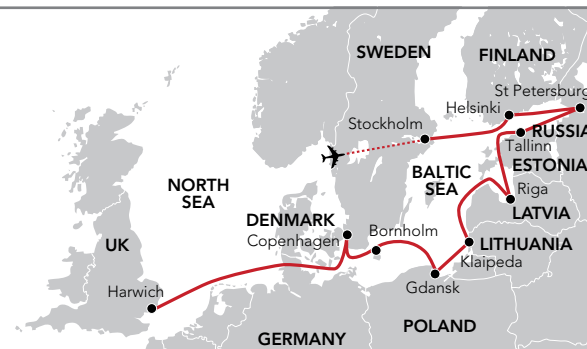 SWEDEN
FINLAND
St Petersburg
Helsinki
Stockholm
RUSSIA
Tallinn
ESTONIA
BALTIC
SEA
NORTH
SEA
Riga
LATVIA
DENMARK
Copenhagen
Bornholm
UK
LITHUANIA
Klaipeda
Harwich
Gdansk
POLAND
GERMANY